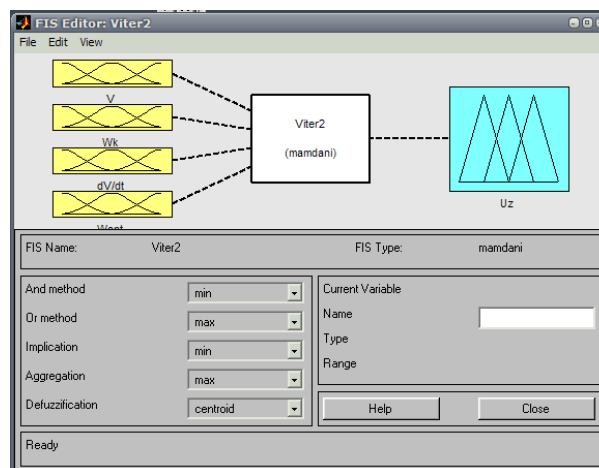 FIS Editor: Viter2
File Edit View
V
Wk
dV/dt
Viter2
(mamdani)
Uz
FIS Name: Viter2 FIS Type: mamdani
And method min
Or method max
Implication min
Aggregation max
Defuzzification centroid
Current Variable
Name
Type
Range
Help Close
Ready